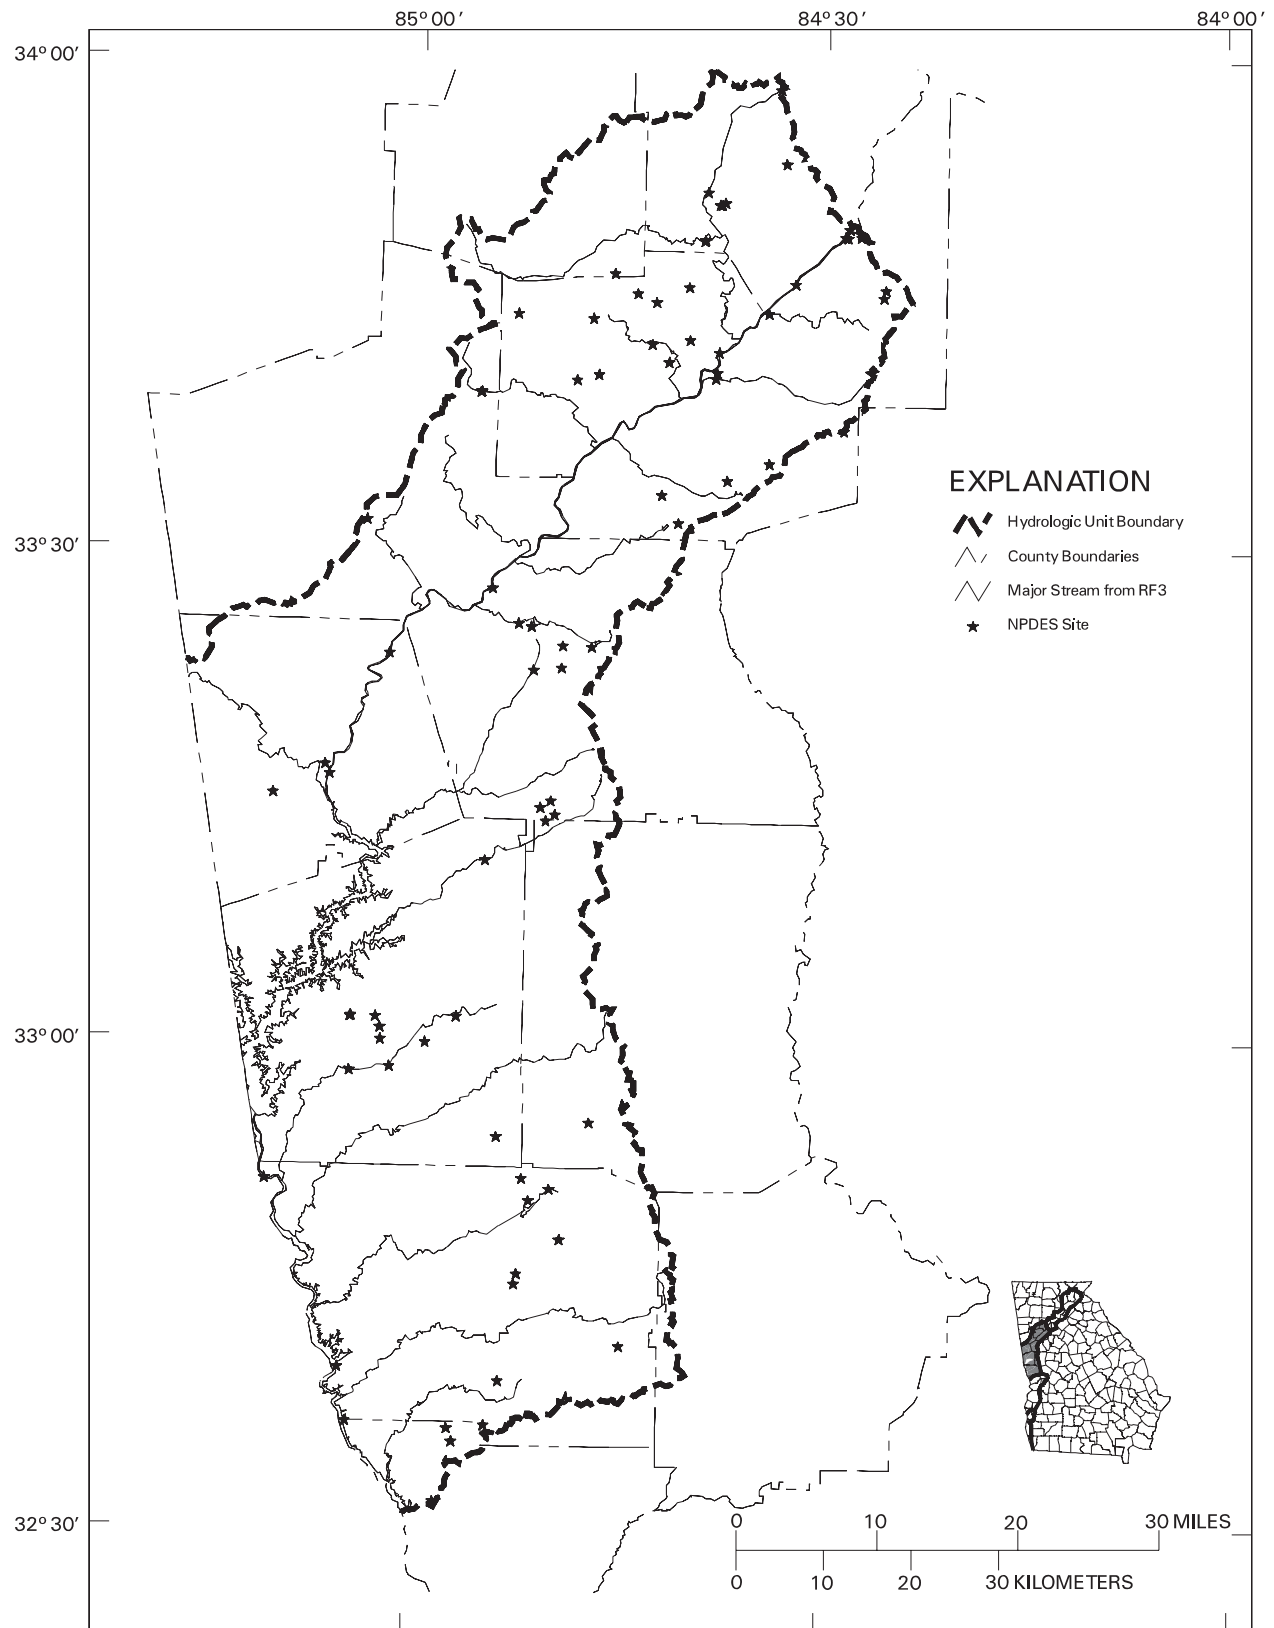 85° 00′ 84° 30′ 84° 00′
34° 00′
EXPLANATION
Hydrologic Unit Boundary
County Boundaries
Major Stream from RF3
NPDES Site
33° 30′
33° 00′
32° 30′
0 10 20 30 MILES
0 10 20 30 KILOMETERS